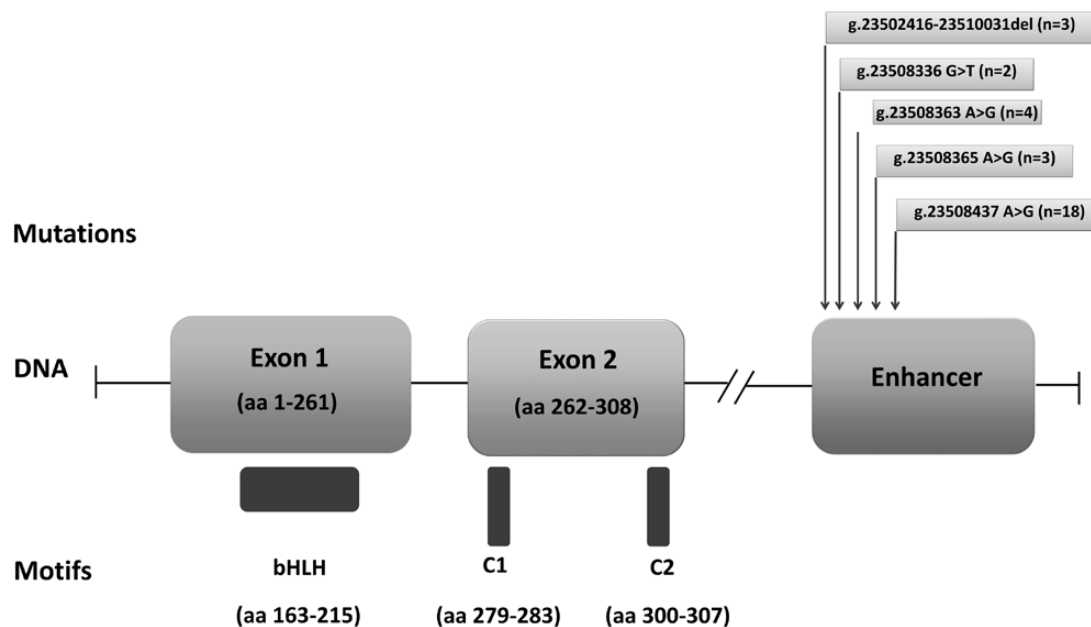 g.23502416-23510031del (n=3)
g.23508336 G>T (n=2)
g.23508363 A>G (n=4)
g.23508365 A>G (n=3)
g.23508437 A>G (n=18)
Mutations
DNA
Exon 1
(aa 1-261)
Exon 2
(aa 262-308)
Enhancer
Motifs
bHLH
(aa 163-215)
C1
(aa 279-283)
C2
(aa 300-307)